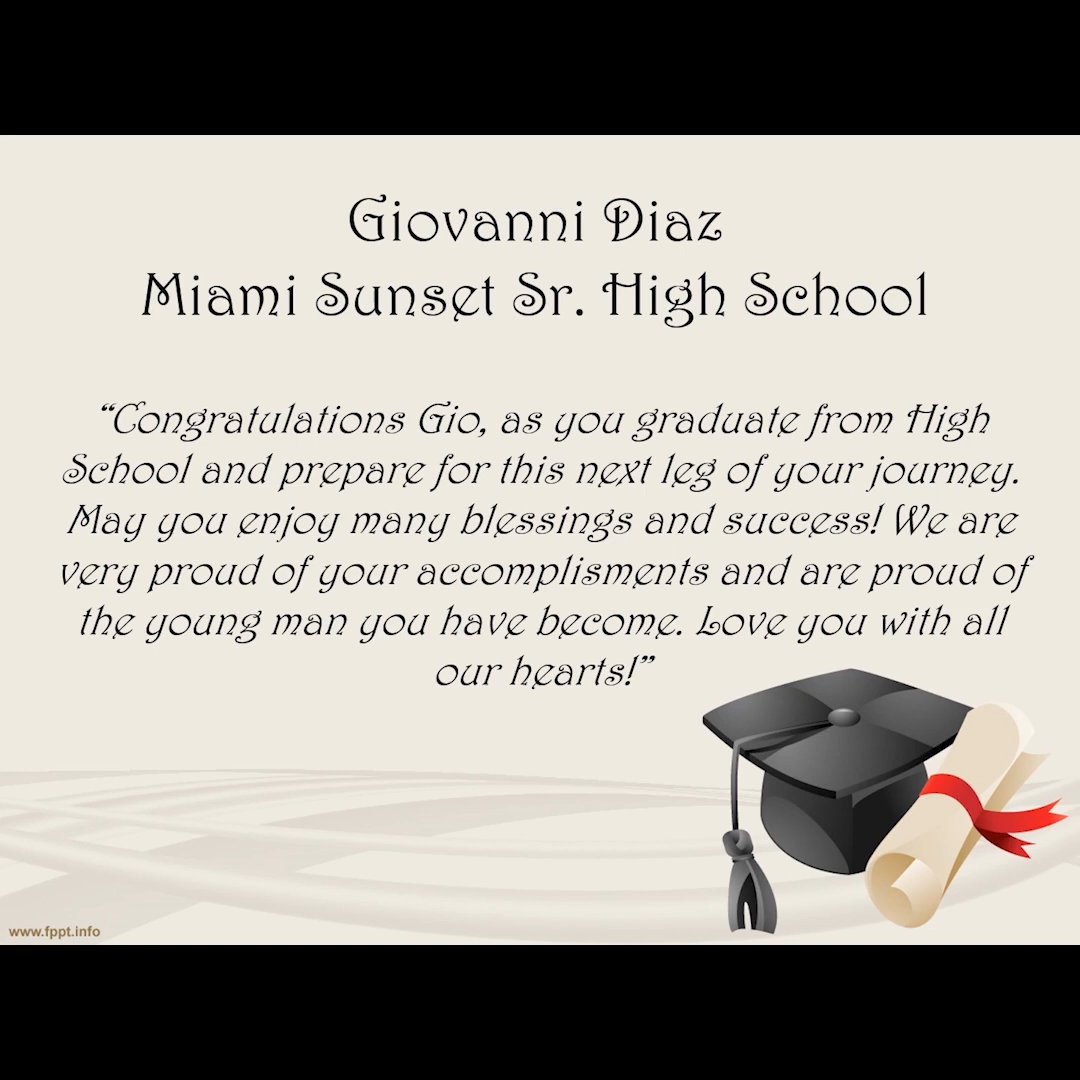 Giovanni Diaz
Miami Sunset Sr. High School
“Congratulations Gio, as you graduate from High
School and prepare for this next leg of your journey.
May you enjoy many blessings and success! We are
very proud of your accomplisments and are proud of
the young man you have become. Love you with all
our hearts!”
www.fppt.info